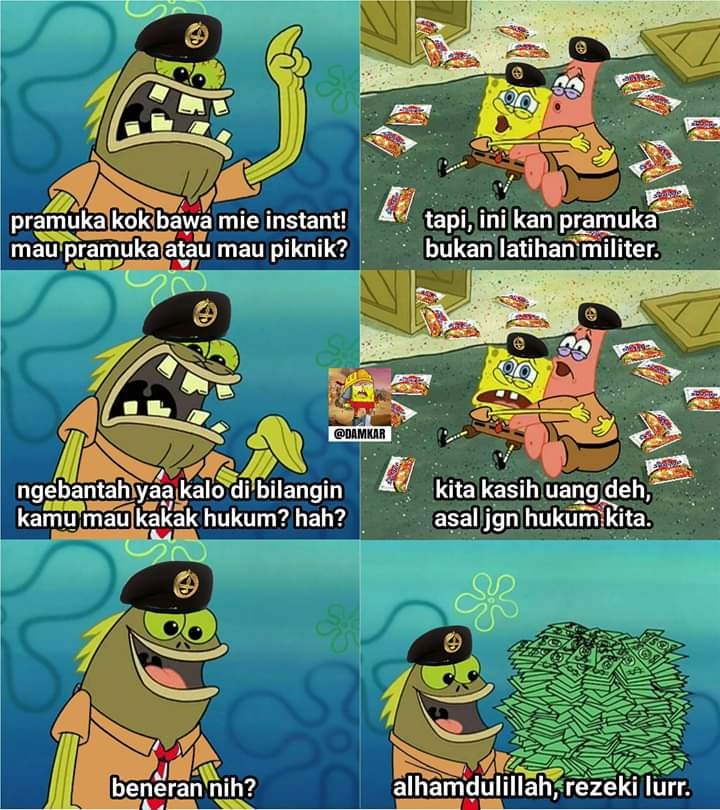 pramuka kok bawa mie instant!
mau pramuka atau mau piknik?
tapi, ini kan pramuka
bukan latihan militer.
ngebantah yaa kalo di bilangin
kamu mau kakak hukum? hah?
@DAMKAR
kita kasih uang deh,
asal jgn hukum kita.
beneran nih?
alhamdulillah, rezeki lurr.